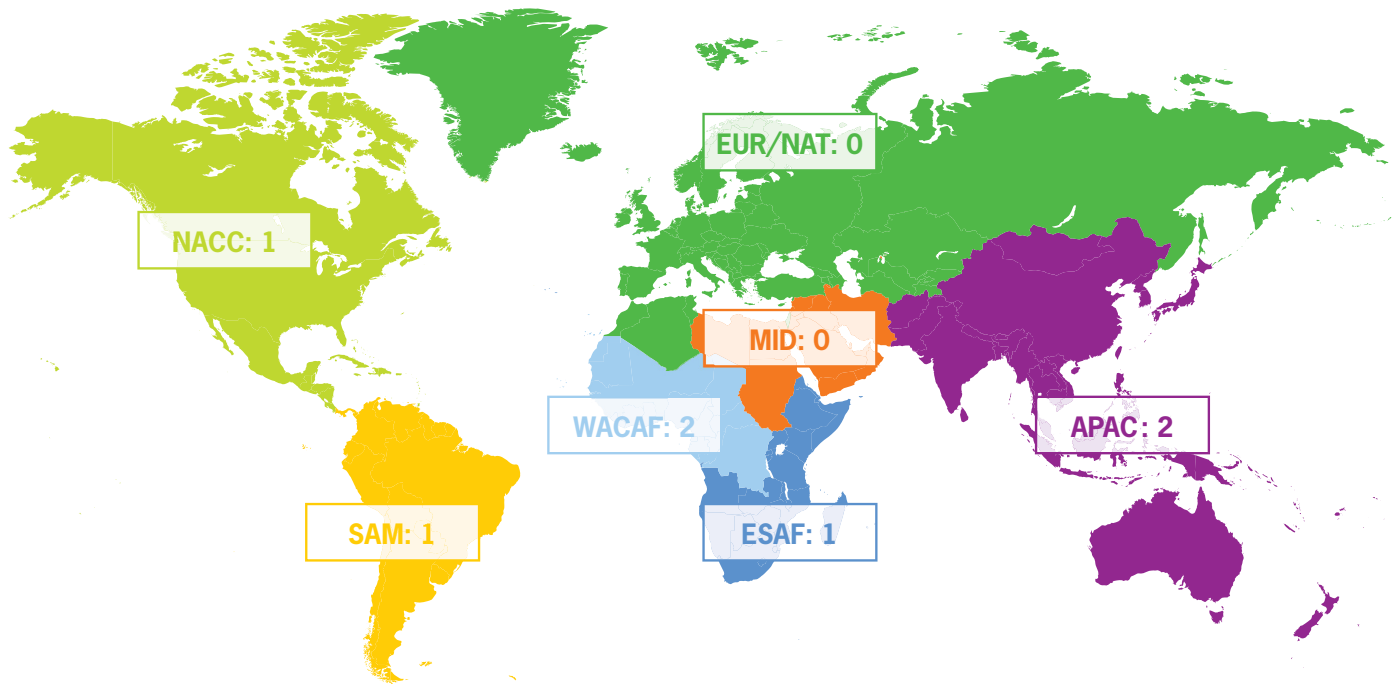 EUR/NAT: 0
NACC: 1
MID: 0
WACAF: 2
APAC: 2
SAM: 1
ESAF: 1